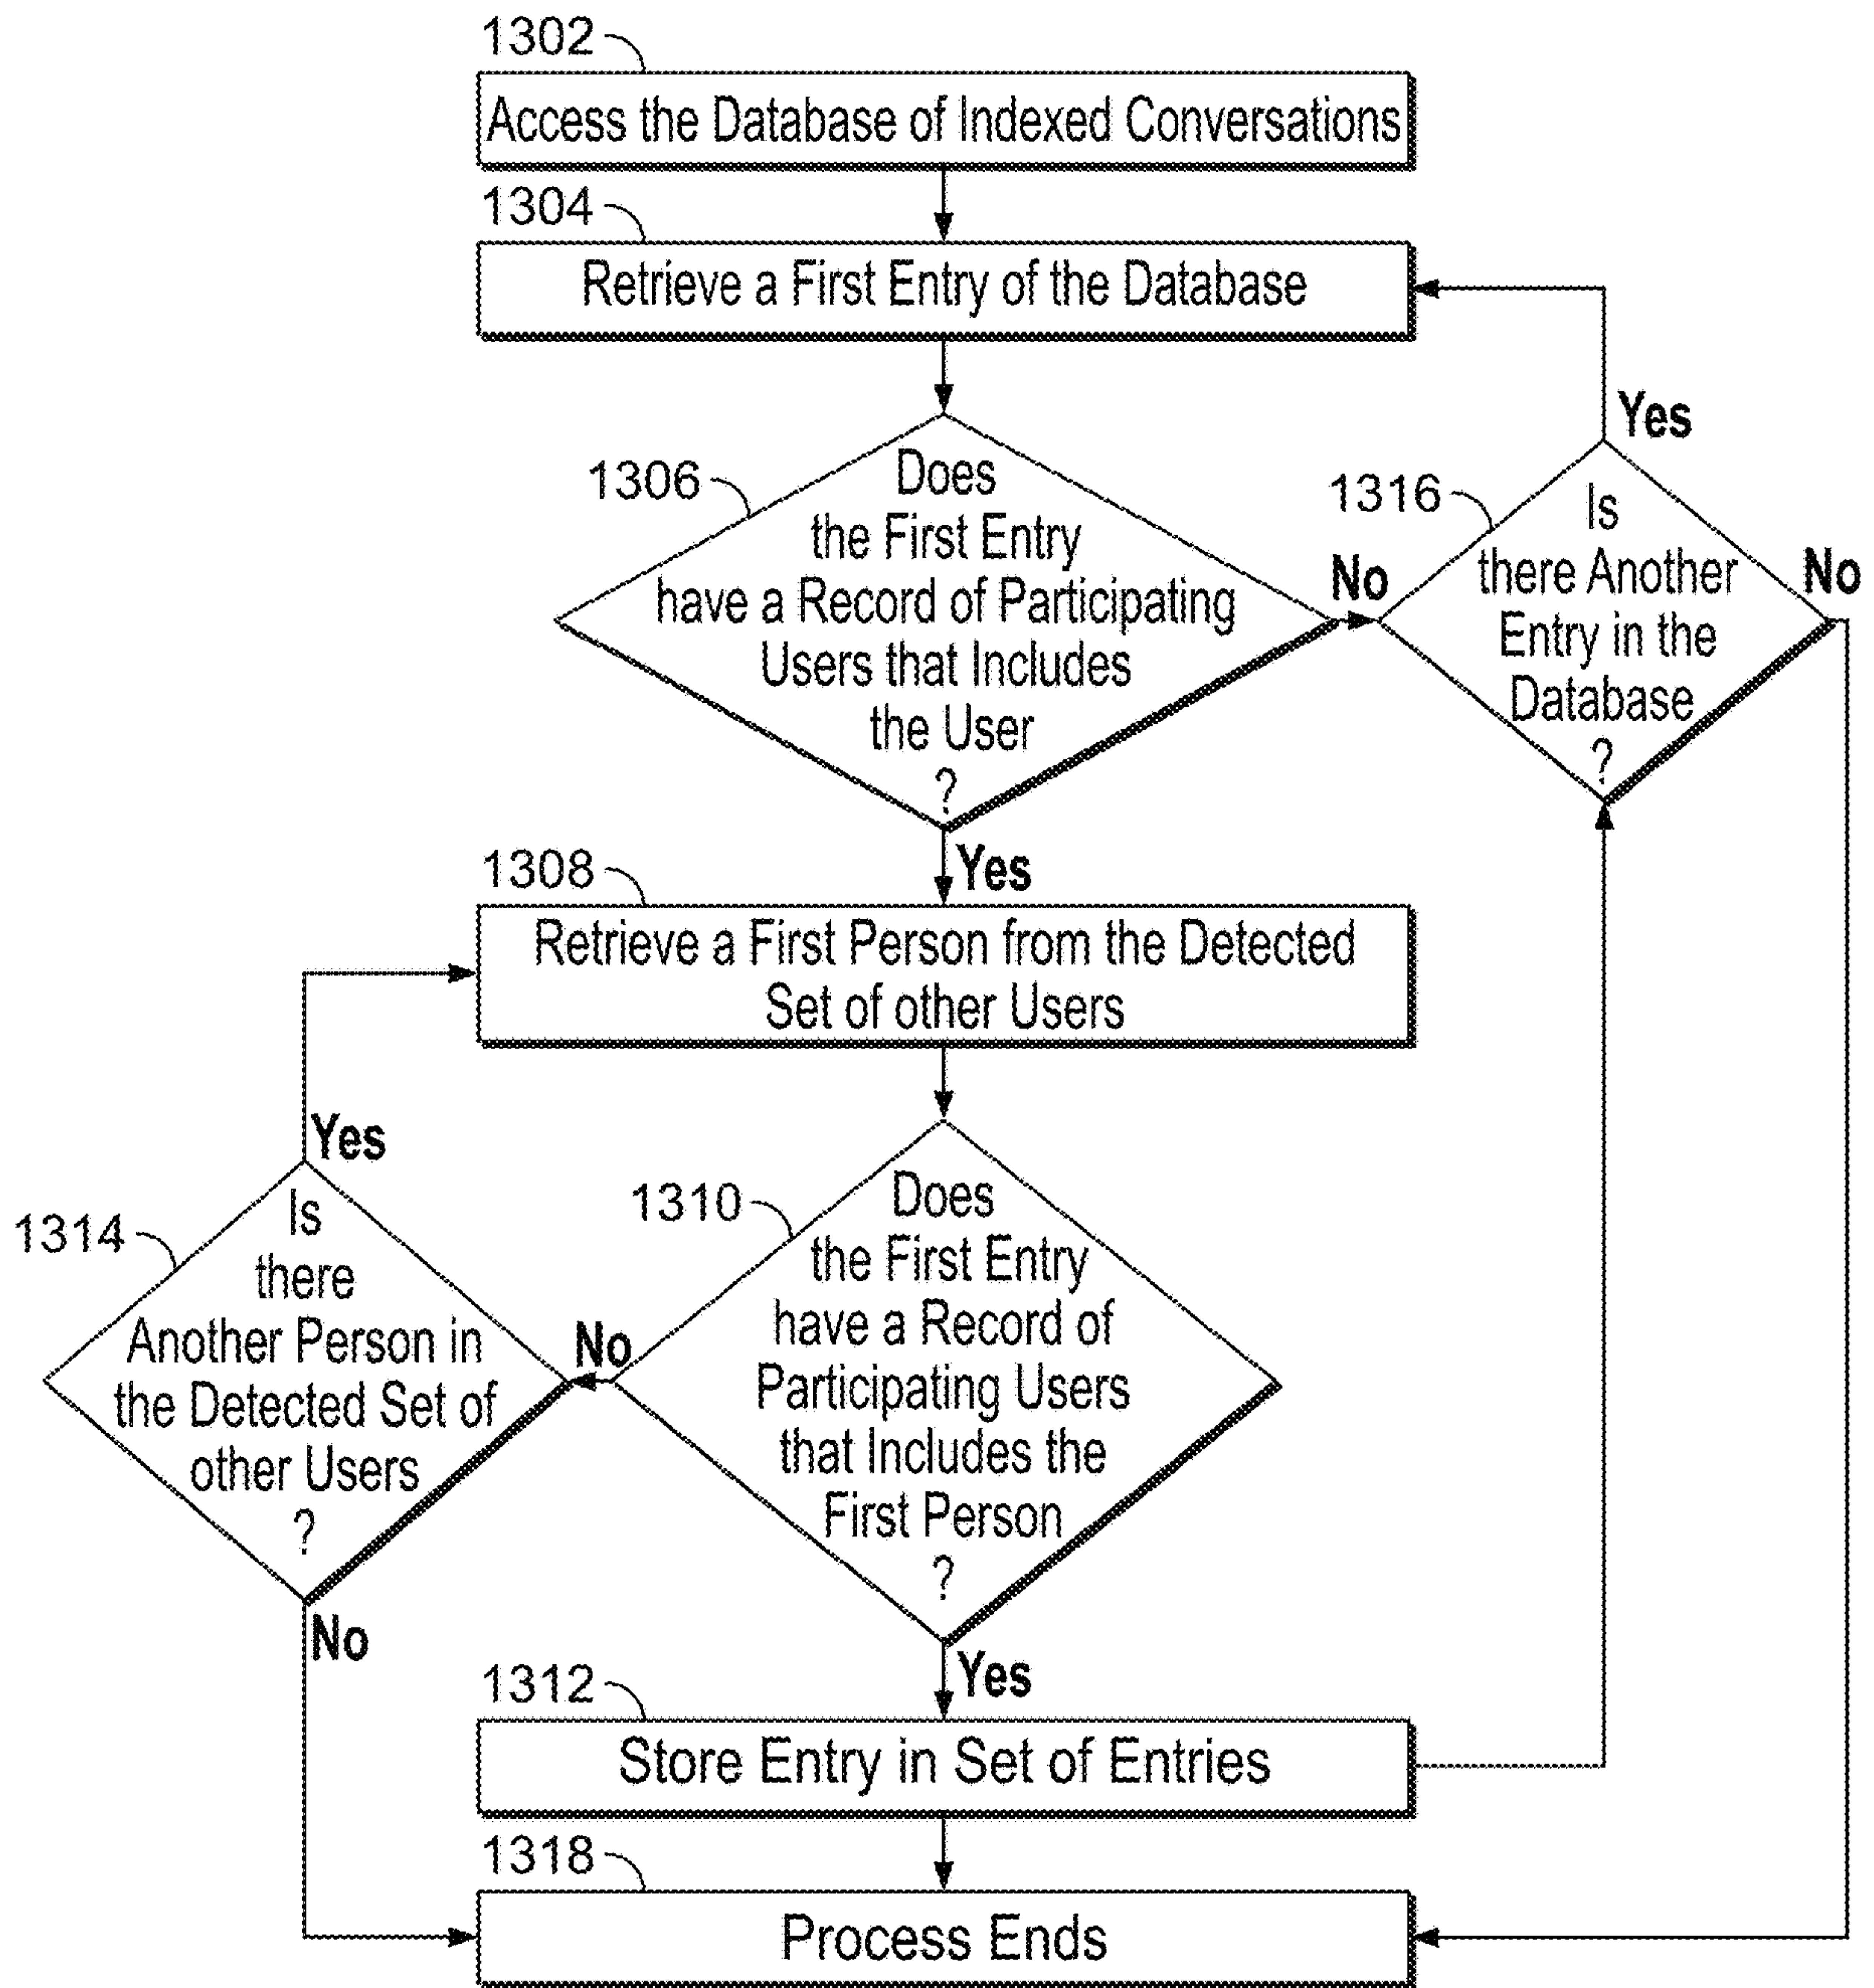 1302
Access the Database of Indexed Conversations
1304
Retrieve a First Entry of the Database
1306
Does
the First Entry
have a Record of Participating
Users that Includes
the User
?
No
Yes
1316
Is
there Another
Entry in the
Database
?
Yes
No
1308
Retrieve a First Person from the Detected
Set of other Users
1310
Does
the First Entry
have a Record of
Participating Users
that Includes the
First Person
?
No
Yes
1314
Is
there
Another Person in
the Detected Set of
other Users
?
Yes
No
1312
Store Entry in Set of Entries
1318
Process Ends